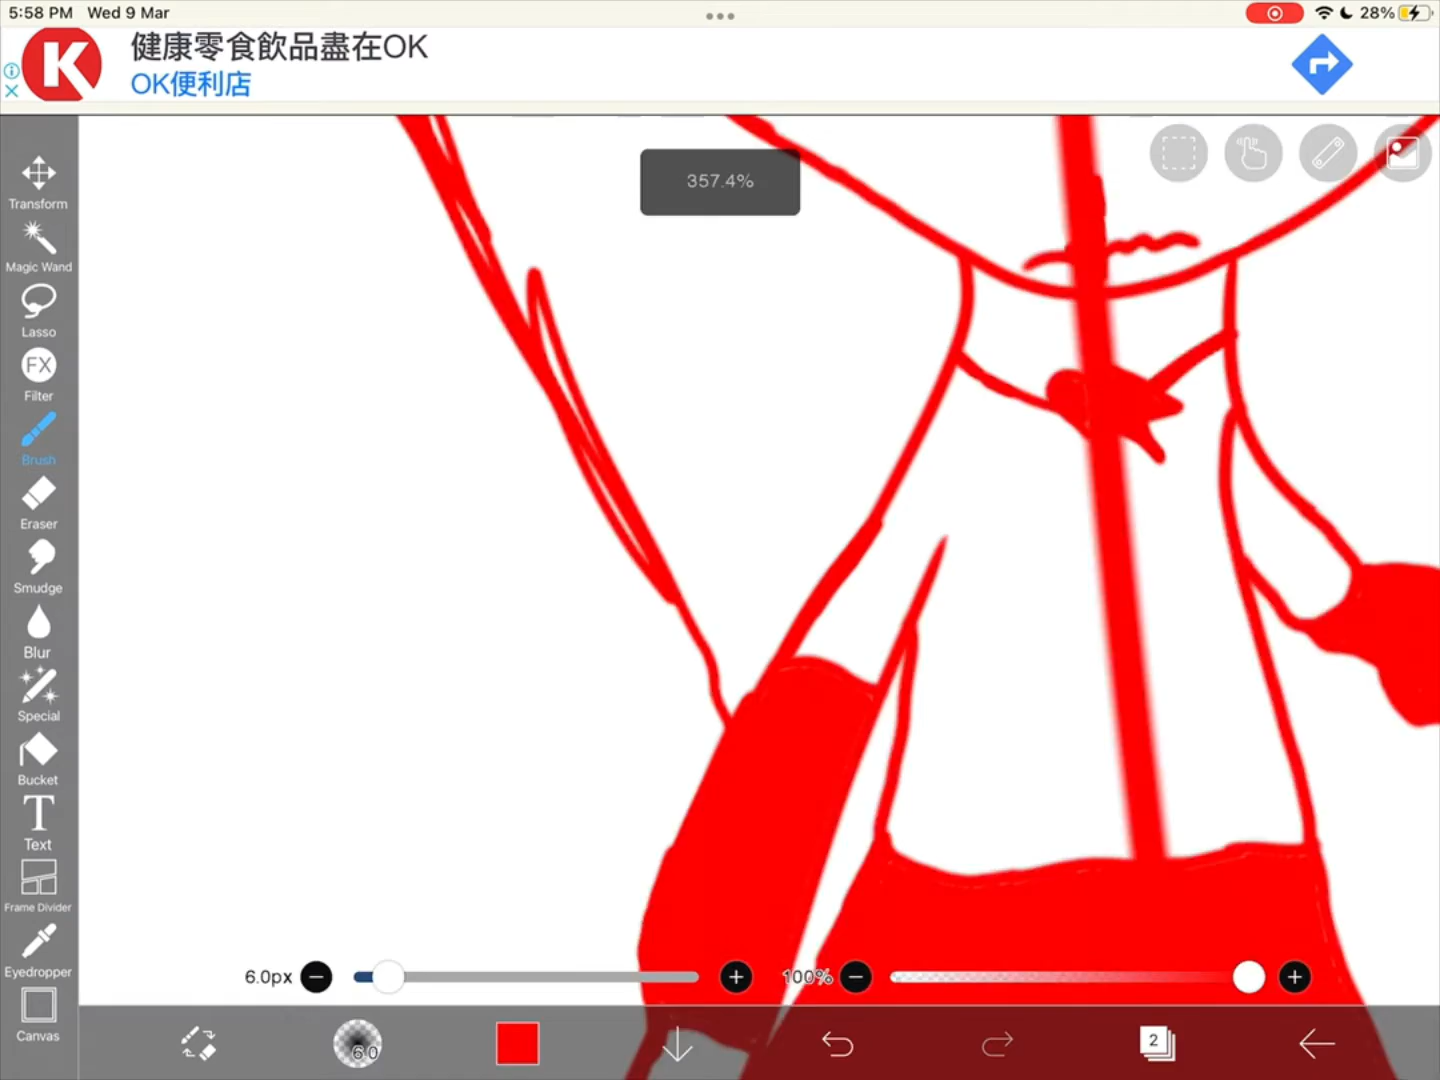 5:58 PM Wed 9 Mar
28%
K
健康零食飲品盡在OK
OK便利店
357.4%
Transform
Magic Wand
Lasso
FX
Filter
Brush
Eraser
Smudge
Blur
Special
Bucket
T
Text
Frame Divider
Eyedropper
Canvas
6.0px
100%
6.0
2